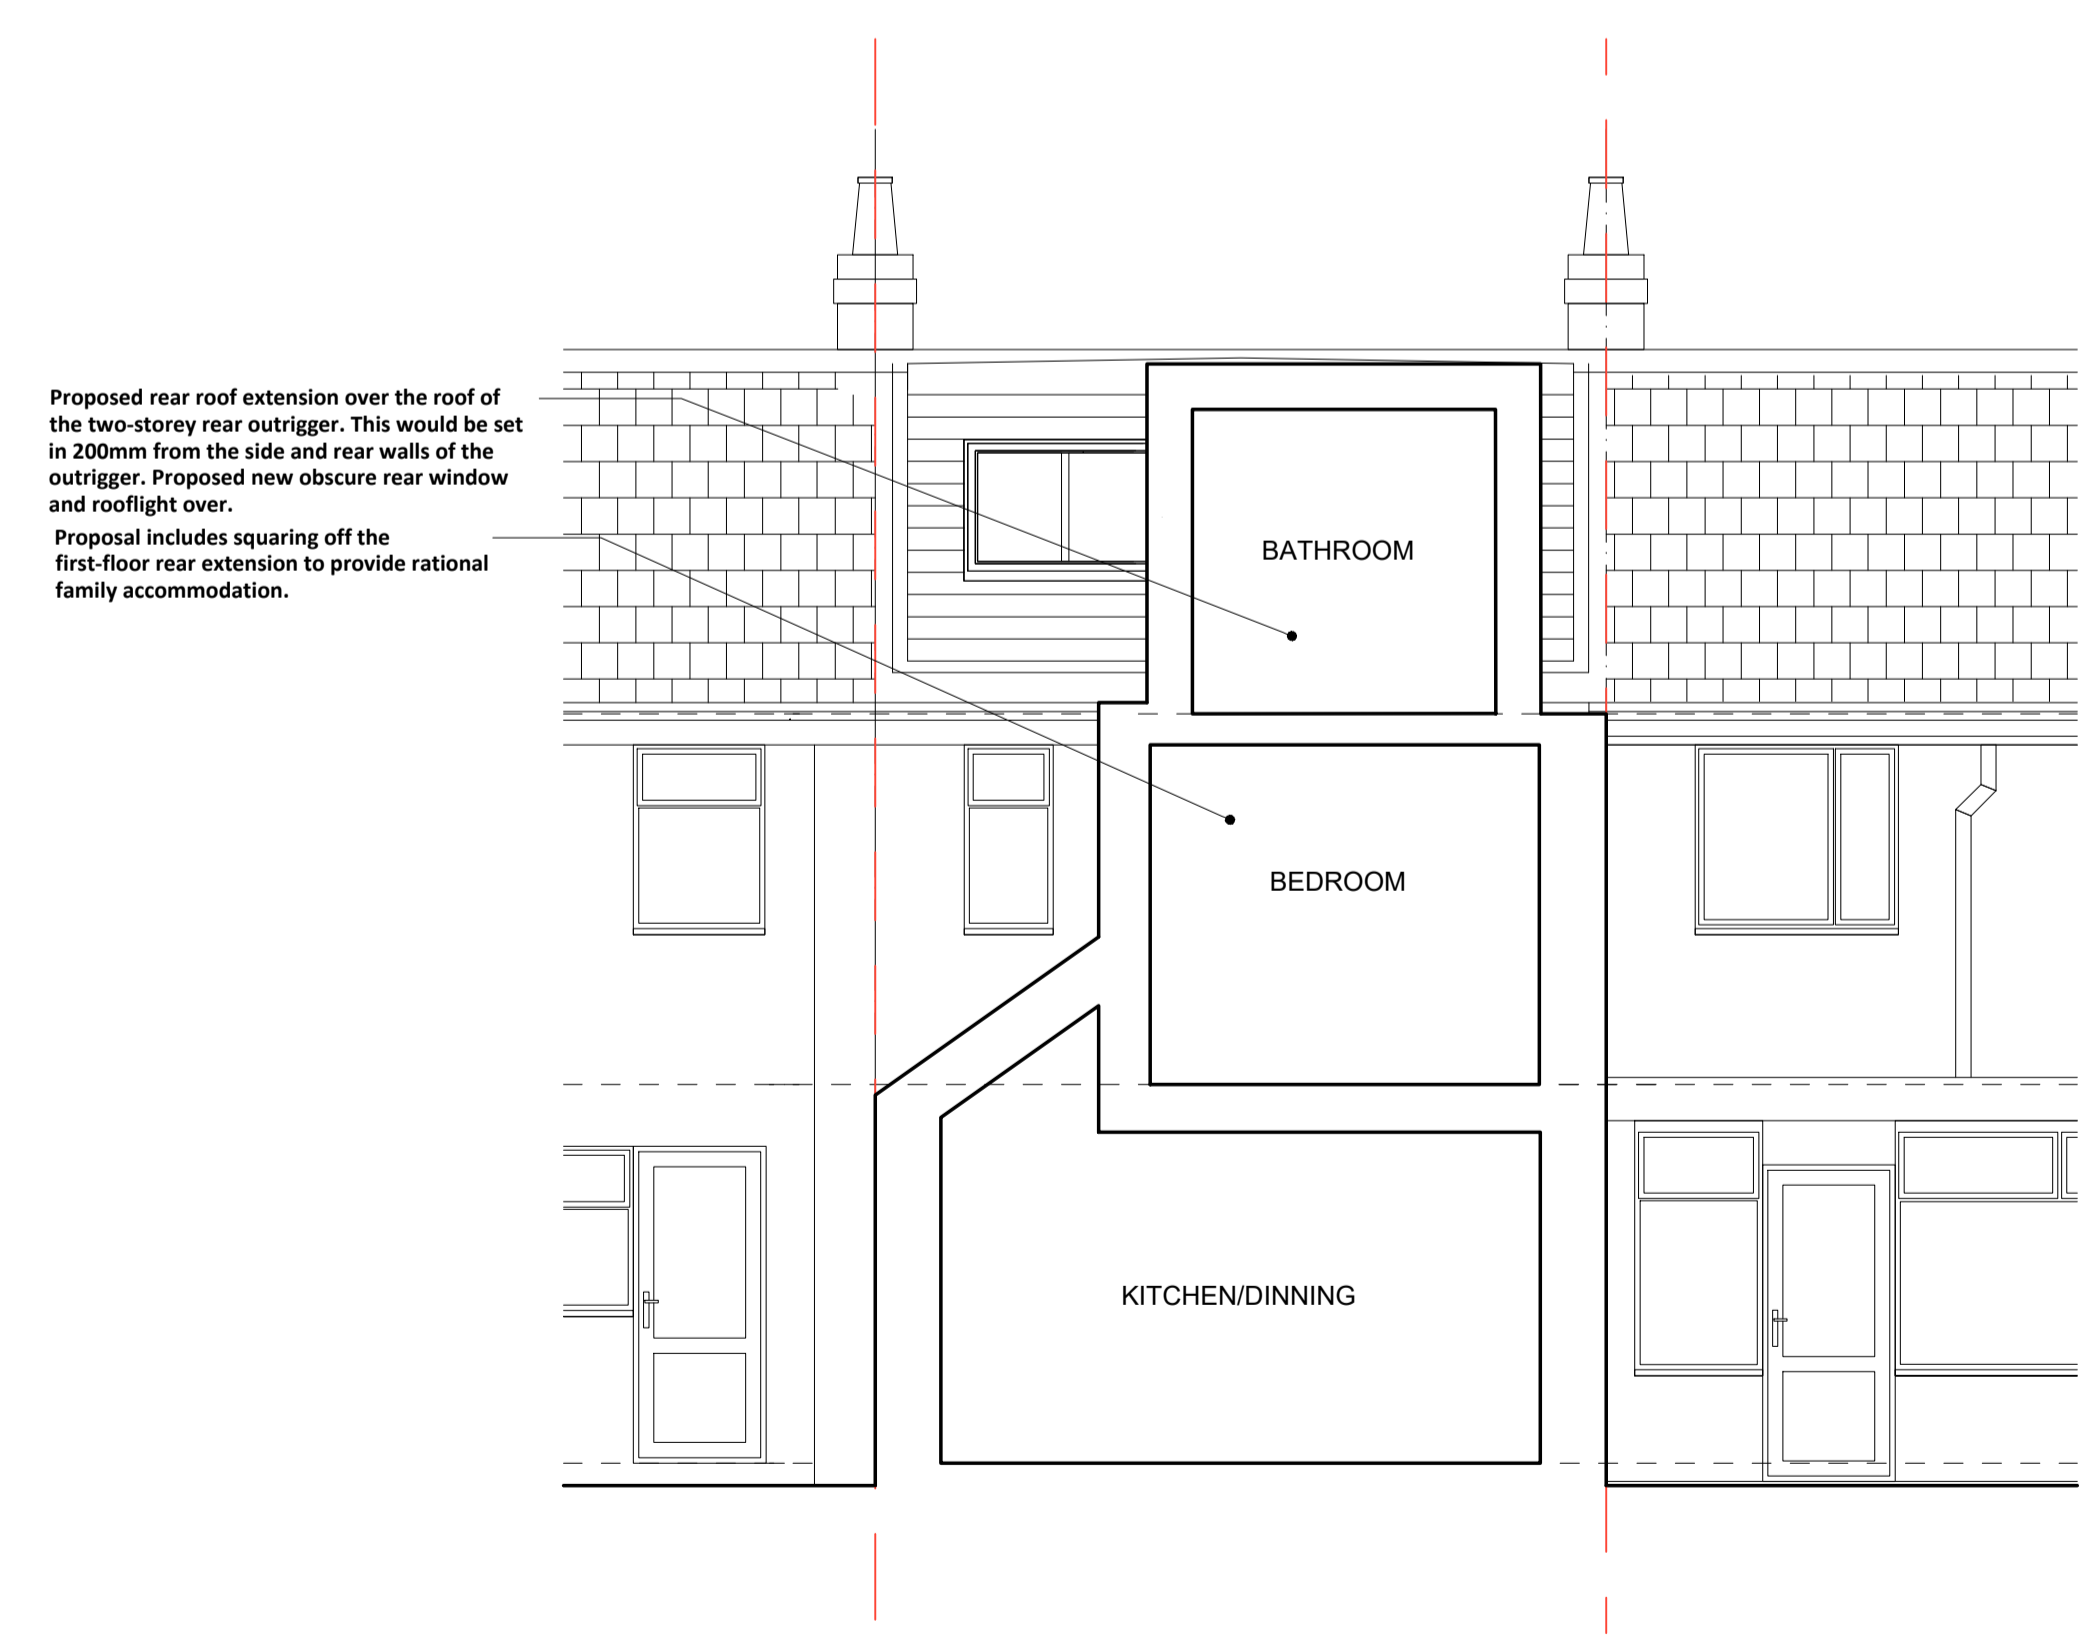 Proposed rear roof extension over the roof of
the two-storey rear outrigger. This would be set
in 200mm from the side and rear walls of the
outrigger. Proposed new obscure rear window
and rooflight over.
Proposal includes squaring off the
first-floor rear extension to provide rational
family accommodation.
BATHROOM
BEDROOM
KITCHEN/DINNING